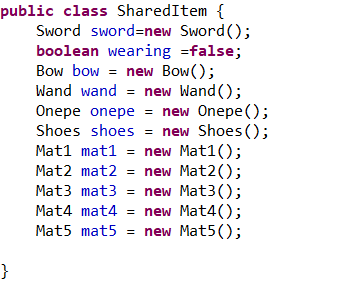 public class SharedItem {
    Sword sword=new Sword();
    boolean wearing =false;
    Bow bow = new Bow();
    Wand wand = new Wand();
    Onepe onepe = new Onepe();
    Shoes shoes = new Shoes();
    Mat1 mat1 = new Mat1();
    Mat2 mat2 = new Mat2();
    Mat3 mat3 = new Mat3();
    Mat4 mat4 = new Mat4();
    Mat5 mat5 = new Mat5();

}